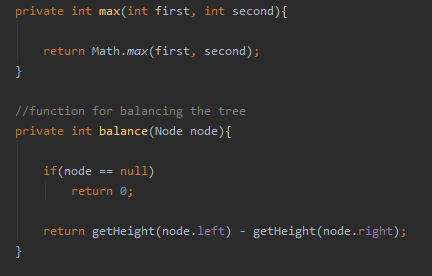 private int max(int first, int second){
return Math.max(first, second);
}
//function for balancing the tree
private int balance(Node node){
if(node == null)
return 0;
return getHeight(node.left) - getHeight(node.right);
}